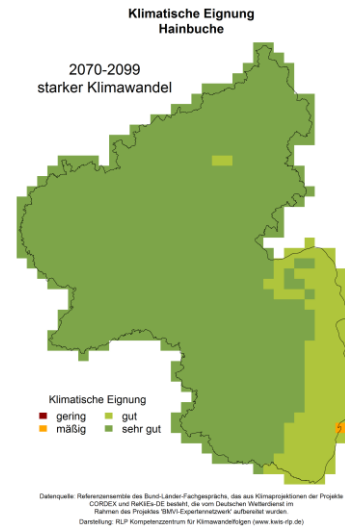 Klimatische Eignung
Hainbuche
2070-2099
starker Klimawandel
Klimatische Eignung
gering
gut
mäßig
sehr gut
Datenquelle: Referenzensemble des Bund-Länder-Fachgesprächs, das aus Klimaprojektionen der Projekte
CORDEX und ReKliEs-DE besteht, die vom Deutschen Wetterdienst im
Rahmen des Projektes 'BMVI-Expertennetzwerk' aufbereitet wurden.
Darstellung: RLP Kompetenzzentrum für Klimawandelfolgen (www.kwis-rlp.de)